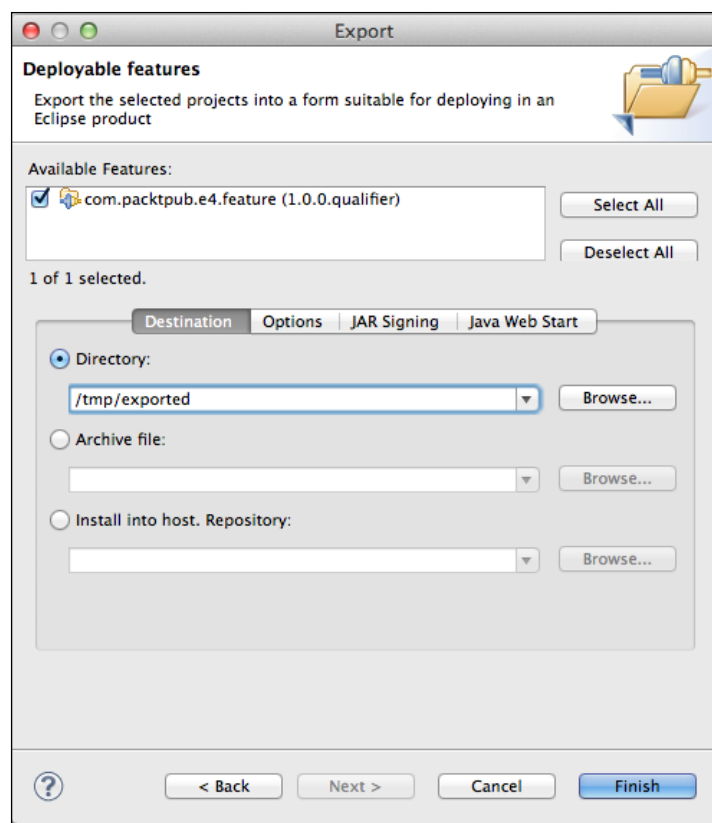 Export
Deployable features
Export the selected projects into a form suitable for deploying in an
Eclipse product
Available Features:
com.packtpub.e4.feature (1.0.0.qualifier)
Select All
Deselect All
1 of 1 selected.
Destination Options JAR Signing Java Web Start
Directory:
/tmp/exported
Browse...
Archive file:
Browse...
Install into host. Repository:
Browse...
? < Back Next > Cancel Finish